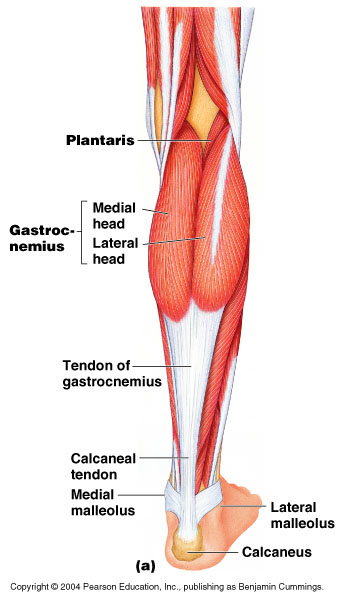 Plantaris
Gastroc-
nemius
Medial
head
Lateral
head
Tendon of
gastrocnemius
Calcaneal
tendon
Medial
malleolus
Lateral
malleolus
Calcaneus
(a)
Copyright © 2004 Pearson Education, Inc., publishing as Benjamin Cummings.